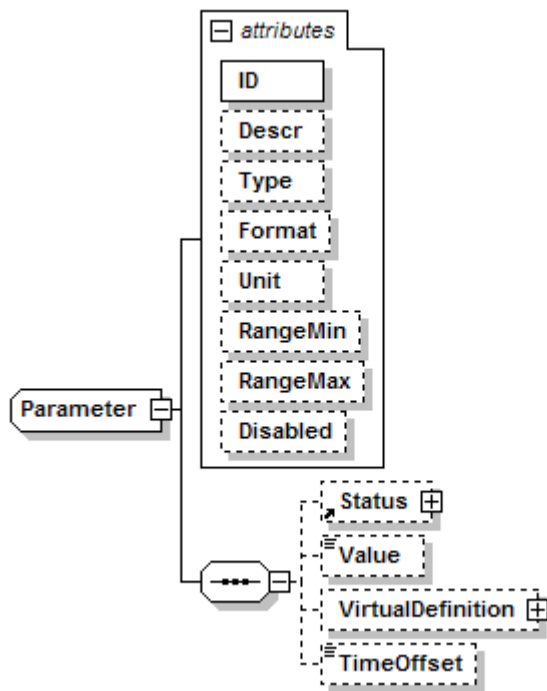 attributes
ID
Descr
Type
Format
Unit
RangeMin
RangeMax
Parameter
Disabled
Status
Value
VirtualDefinition
TimeOffset